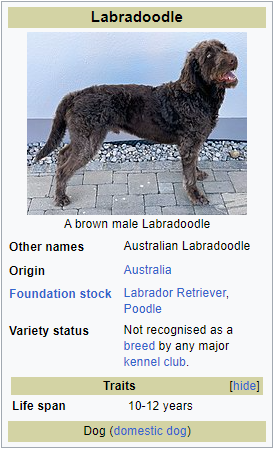 Labradoodle
A brown male Labradoodle
Other names Australian Labradoodle
Origin Australia
Foundation stock Labrador Retriever,
Poodle
Variety status Not recognised as a
breed by any major
kennel club.
Traits [hide]
Life span 10-12 years
Dog (domestic dog)